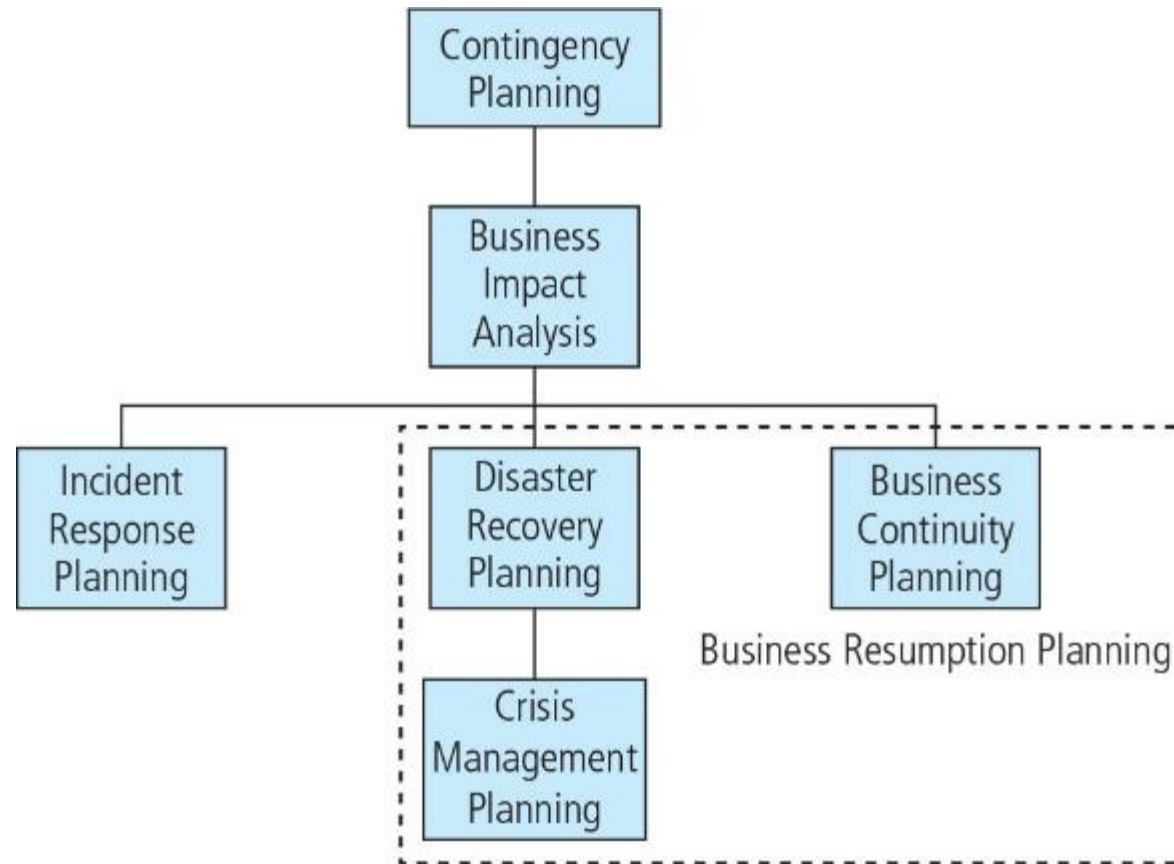 Contingency
Planning
Business
Impact
Analysis
Incident
Response
Planning
Disaster
Recovery
Planning
Business
Continuity
Planning
Business Resumption Planning
Crisis
Management
Planning